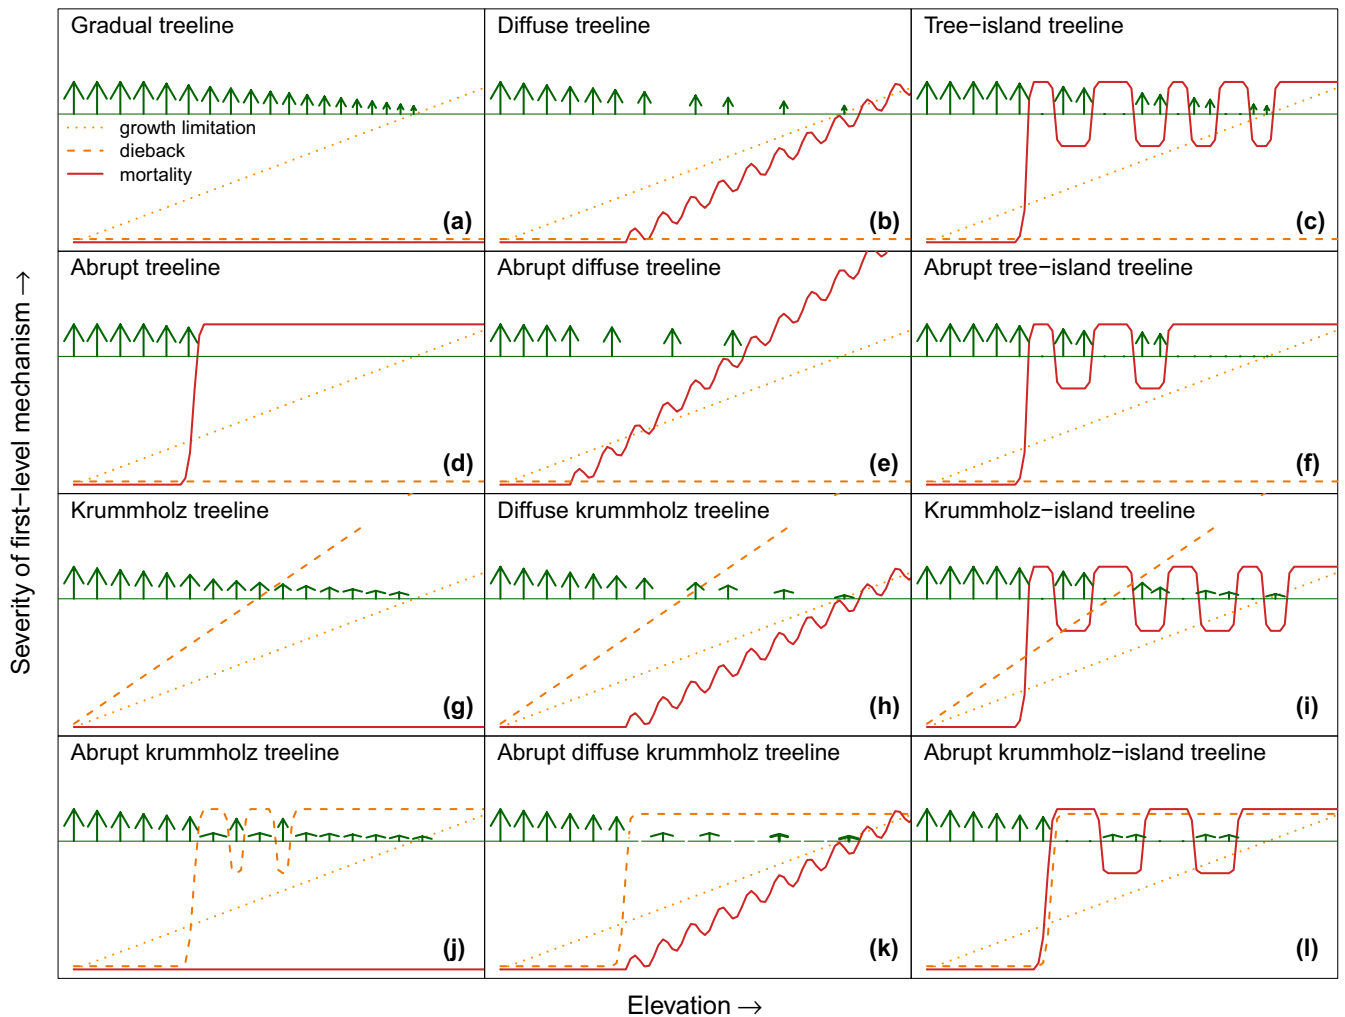 Gradual treeline
Diffuse treeline
Tree−island treeline
growth limitation
dieback
mortality
(a)
(b)
(c)
Abrupt treeline
Abrupt diffuse treeline
Abrupt tree−island treeline
(d)
(e)
(f)
Krummholz treeline
Diffuse krummholz treeline
Krummholz−island treeline
(g)
(h)
(i)
Abrupt krummholz treeline
Abrupt diffuse krummholz treeline
Abrupt krummholz−island treeline
(j)
(k)
(l)
Severity of first−level mechanism →
Elevation →